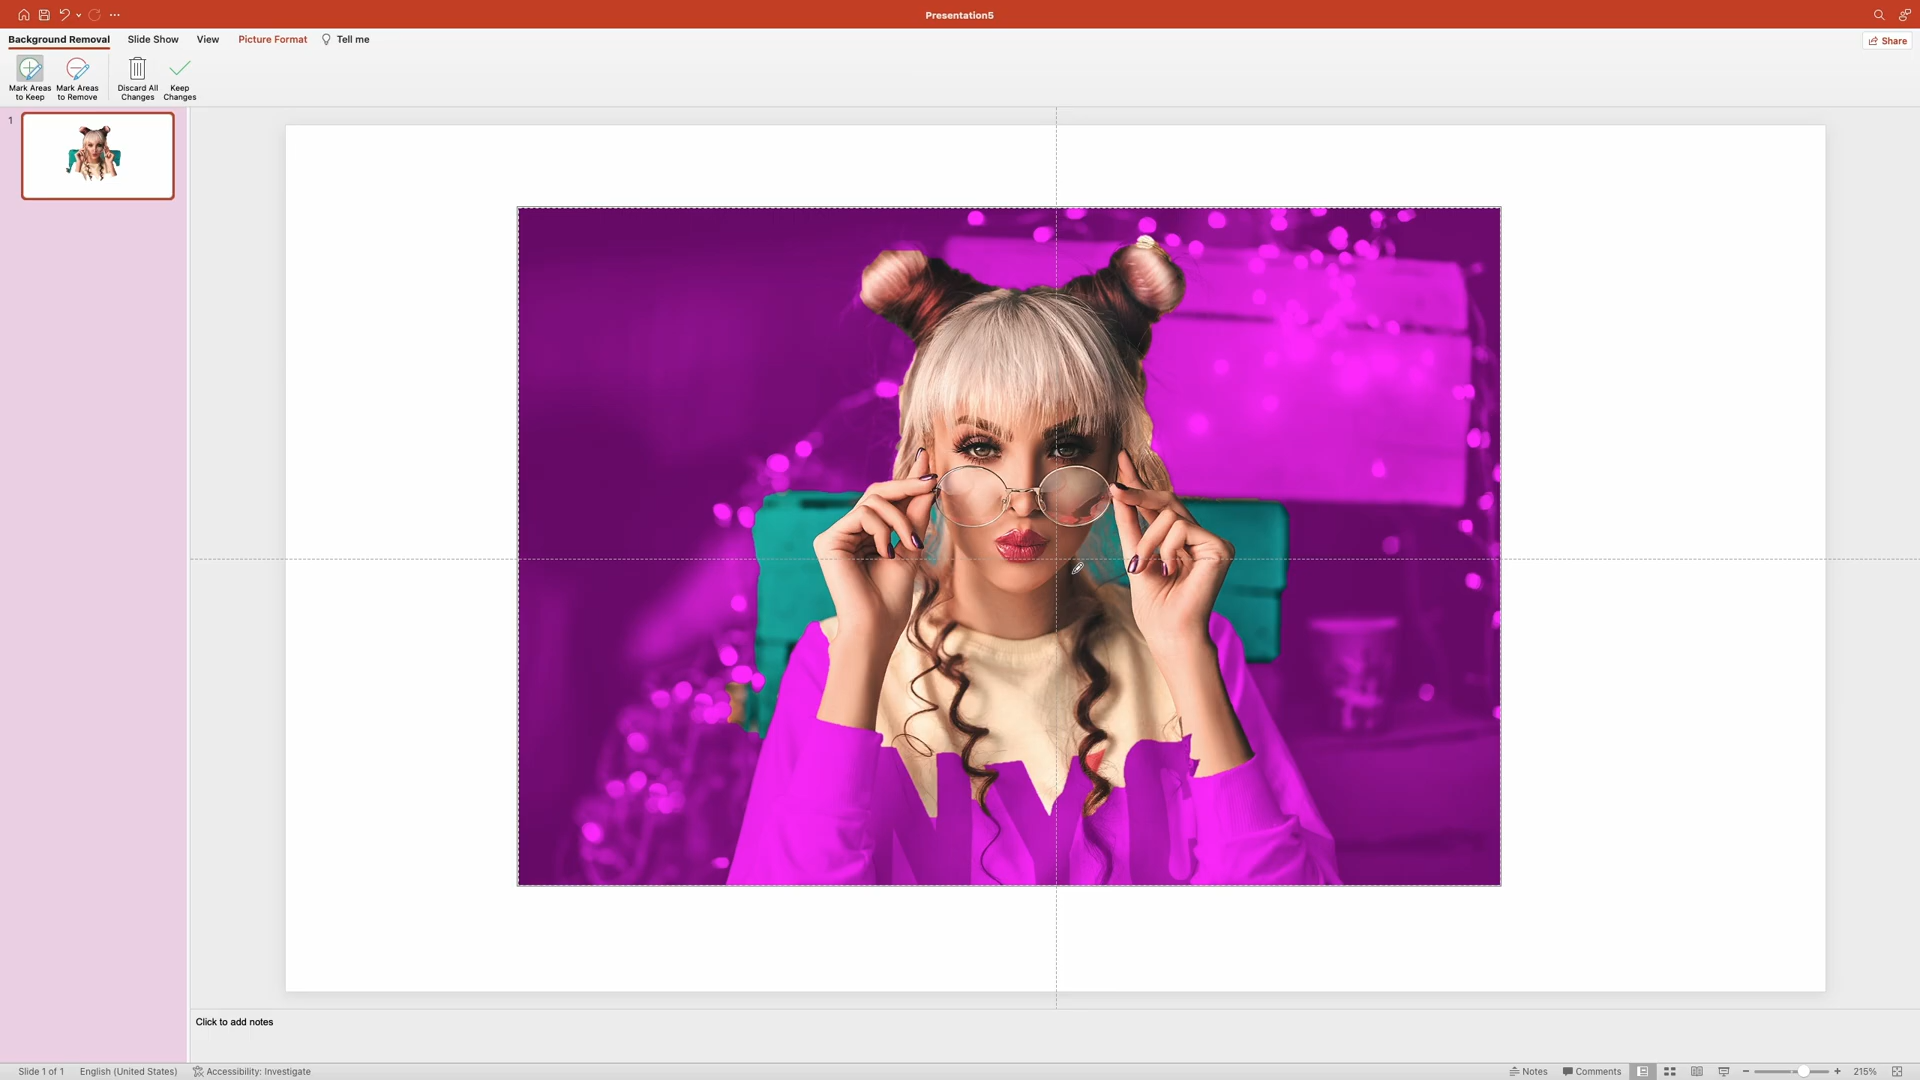 Presentation5
Background Removal
Slide Show
View
Picture Format
Tell me
Share
Mark Areas
to Keep
Mark Areas
to Remove
Discard All
Changes
Keep
Changes
1
Click to add notes
Slide 1 of 1
English (United States)
Accessibility: Investigate
Notes
Comments
215%